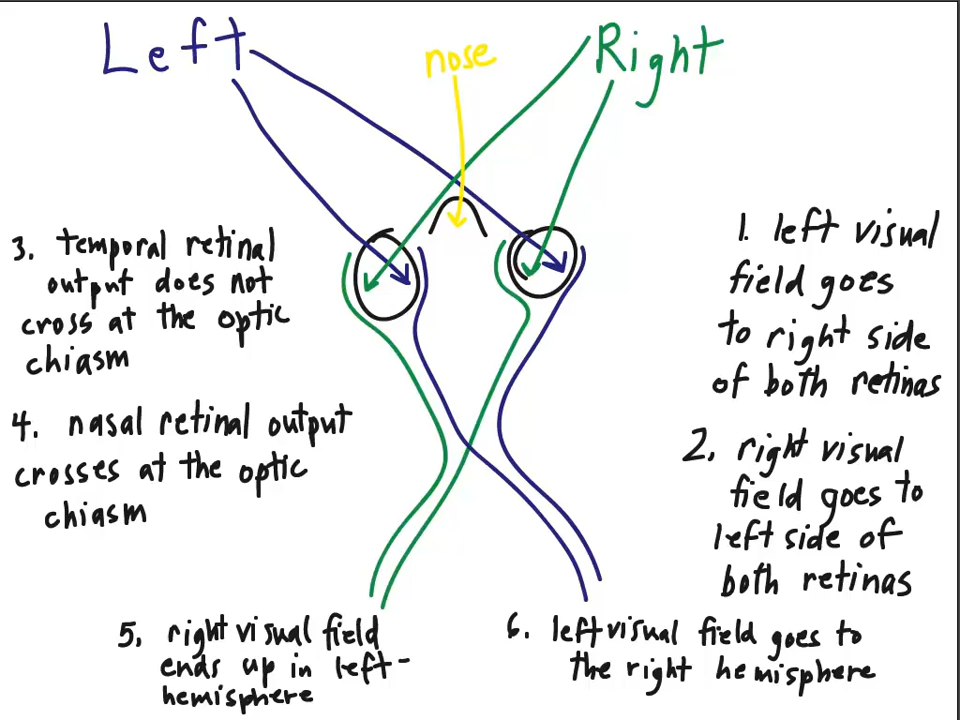 Left
nose
Right
1. left visual
field goes
to right side
of both retinas
2. right visual
field goes to
left side of
both retinas
3. temporal retinal
output does not
cross at the optic
chiasm
4. nasal retinal output
crosses at the optic
chiasm
5. right visual field
ends up in left-
hemisphere
6. left visual field goes to
the right hemisphere